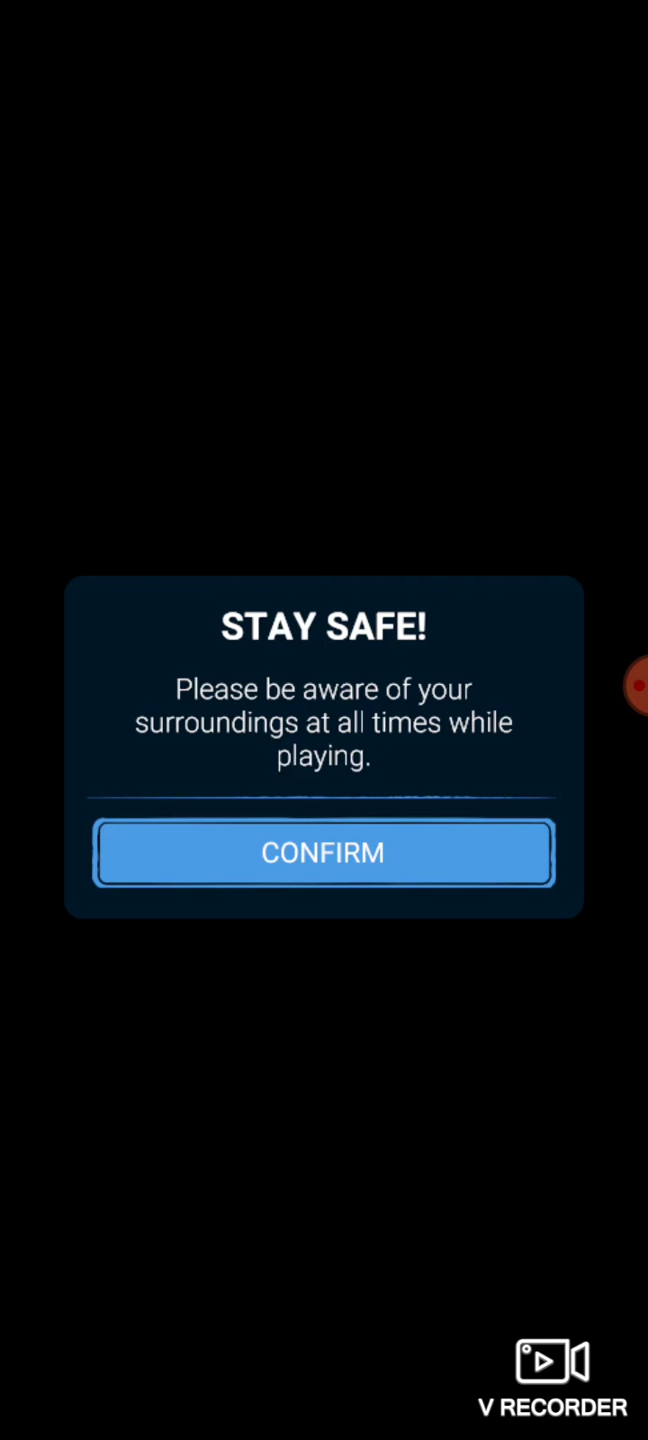 STAY SAFE!
Please be aware of your
surroundings at all times while
playing.
CONFIRM
V RECORDER